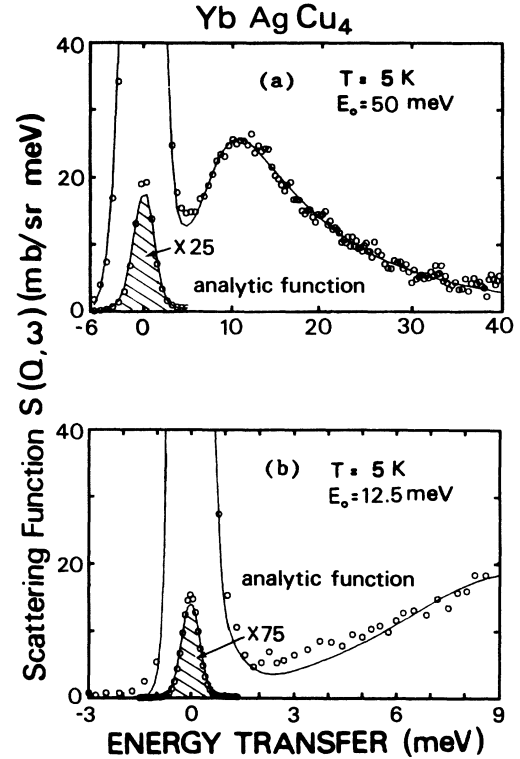 Yb AgCu4
Scattering Function S(Q,ω)(mb/sr meV)
40
20
0
(a) T = 5 K
E₀=50 meV
X25
analytic function
-6 0 10 20 30 40
40
20
0
(b) T = 5 K
E₀=12.5 meV
analytic function
X75
-3 0 3 6 9
ENERGY TRANSFER (meV)